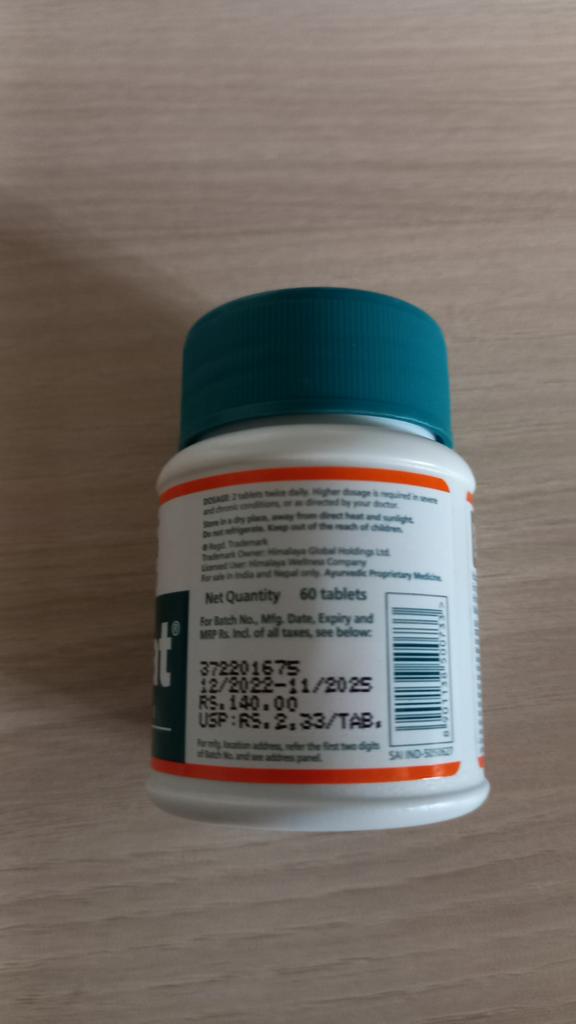 DOSAGE: 2 tablets twice daily. Higher dosage is required in severe
and chronic conditions, or as directed by your doctor.
Store in a dry place, away from direct heat and sunlight.
Do not refrigerate. Keep out of the reach of children.
® Regd. Trademark
Trademark Owner: Himalaya Global Holdings Ltd.
Licensed User: Himalaya Wellness Company
For sale in India and Nepal only. Ayurvedic Proprietary Medicine.
Net Quantity 60 tablets
For Batch No., Mfg. Date, Expiry and
MRP Rs. Incl. of all taxes, see below:
372201675
12/2022-11/2025
RS.140.00
USP:RS.2.33/TAB.
For mfg. location address, refer the first two digits
of Batch No. and see address panel.
t®
SAI IND-5050627